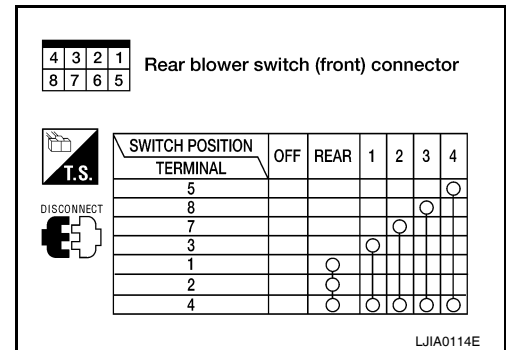 4 3 2 1
8 7 6 5
Rear blower switch (front) connector
T.S.
DISCONNECT
SWITCH POSITION OFF REAR 1 2 3 4
TERMINAL
5
8
7
3
1
2
4
LJIA0114E